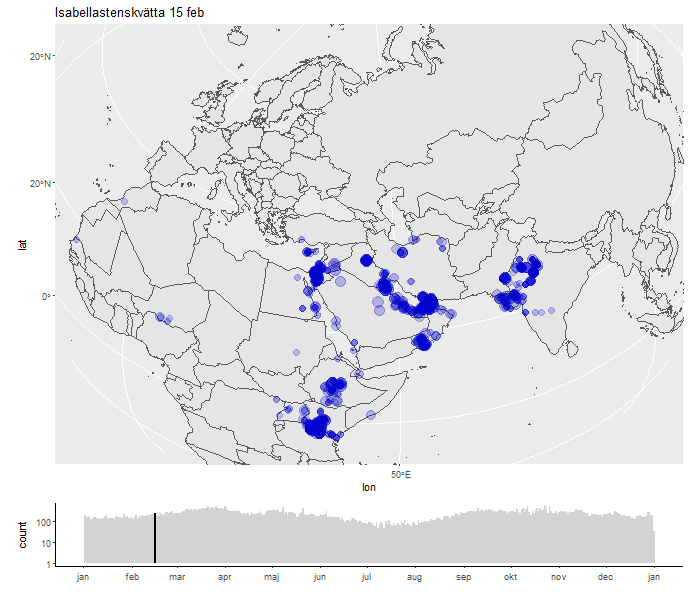 Isabellastenskvätta 15 feb
20°N
20°N
0°
lat
50°E
lon
count
100
10
1
jan feb mar apr maj jun jul aug sep okt nov dec jan